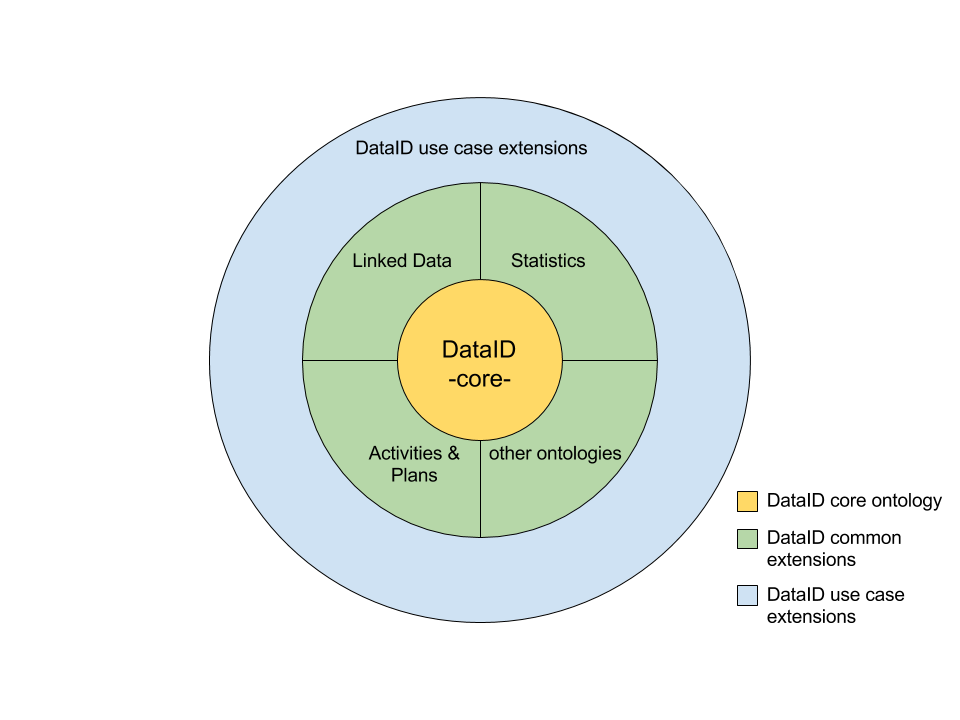 DataID use case extensions
Linked Data
Statistics
DataID
-core-
Activities &
Plans
other ontologies
DataID core ontology
DataID common
extensions
DataID use case
extensions